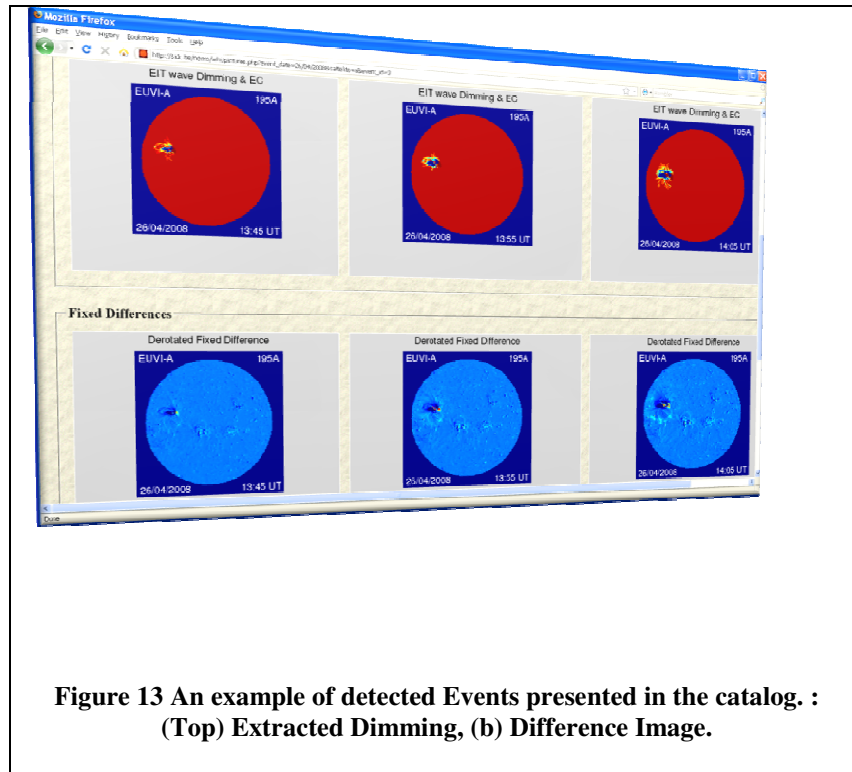 Mozilla Firefox
File Edit View History Bookmarks Tools Help
EIT wave Dimming & EC
EUVI-A 195A
26/04/2008 13:45 UT
EIT wave Dimming & EC
EUVI-A 195A
26/04/2008 13:55 UT
EIT wave Dimming & EC
EUVI-A 195A
26/04/2008 14:05 UT
Fixed Differences
Derotated Fixed Difference
EUVI-A 195A
26/04/2008 13:45 UT
Derotated Fixed Difference
EUVI-A 195A
26/04/2008 13:55 UT
Derotated Fixed Difference
EUVI-A 195A
26/04/2008 14:05 UT
Done
Figure 13 An example of detected Events presented in the catalog. :
(Top) Extracted Dimming, (b) Difference Image.